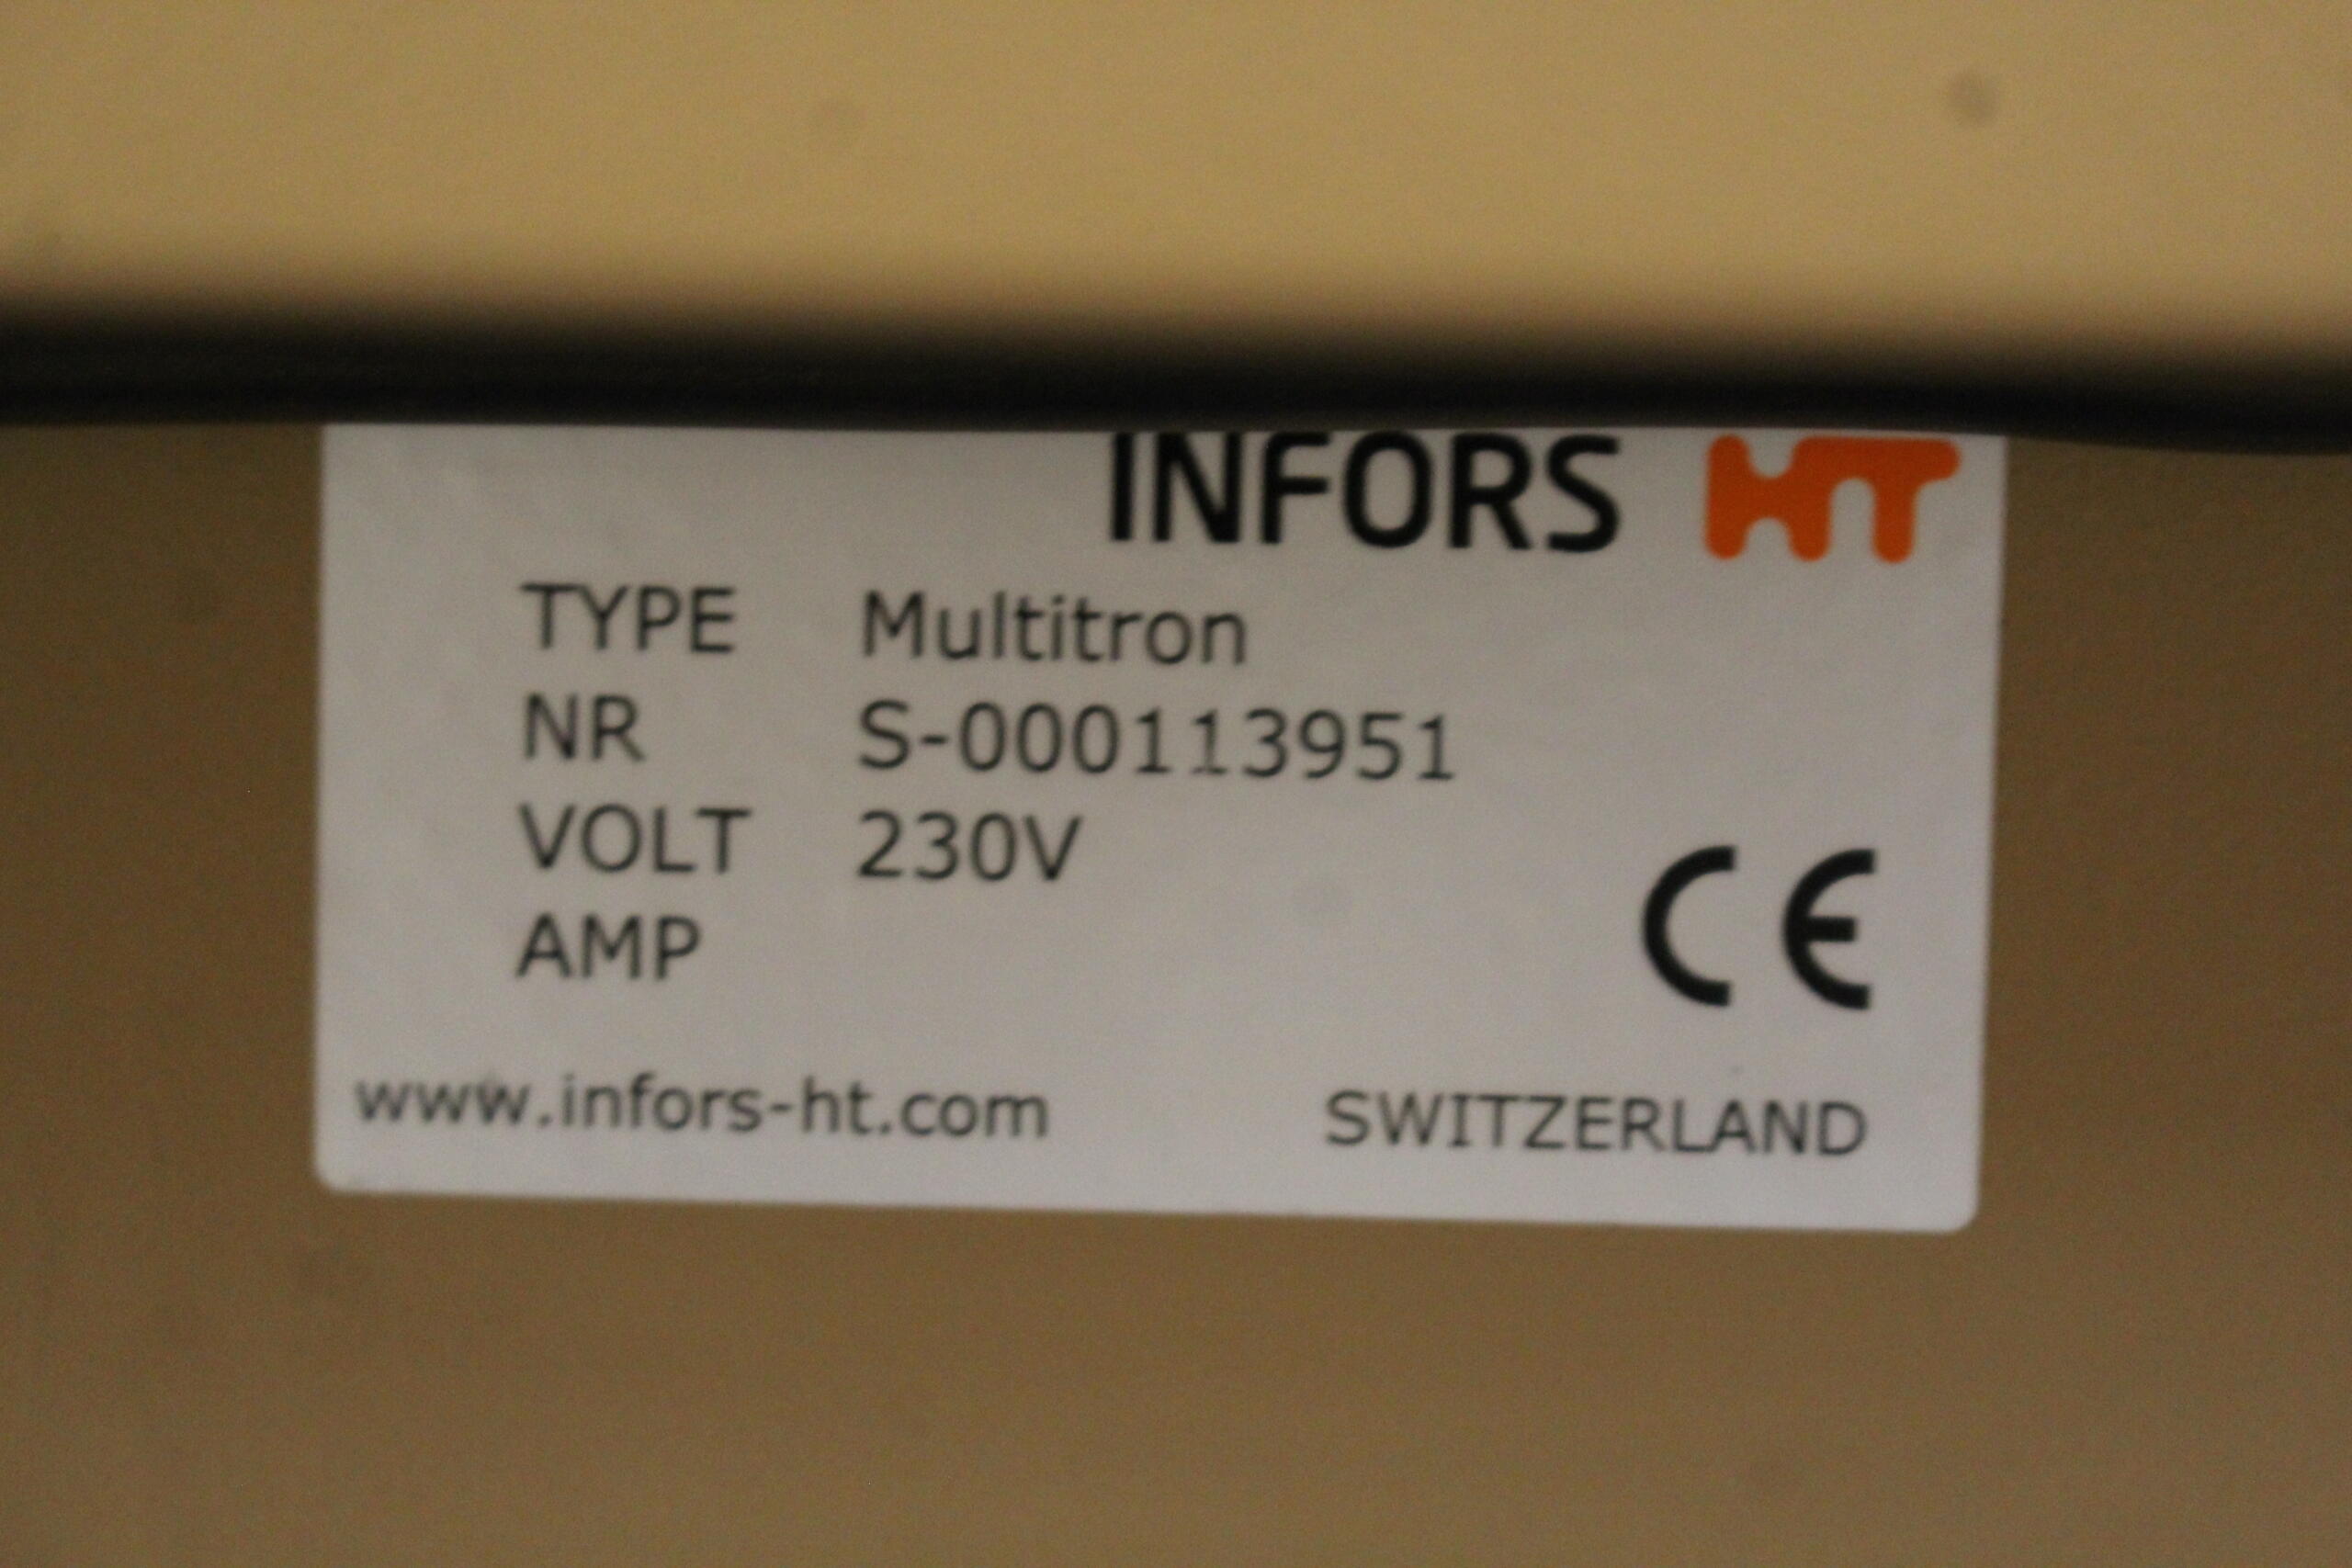 INFORS HT
TYPE Multitron
NR S-000113951
VOLT 230V
AMP
CE
www.infors-ht.com SWITZERLAND